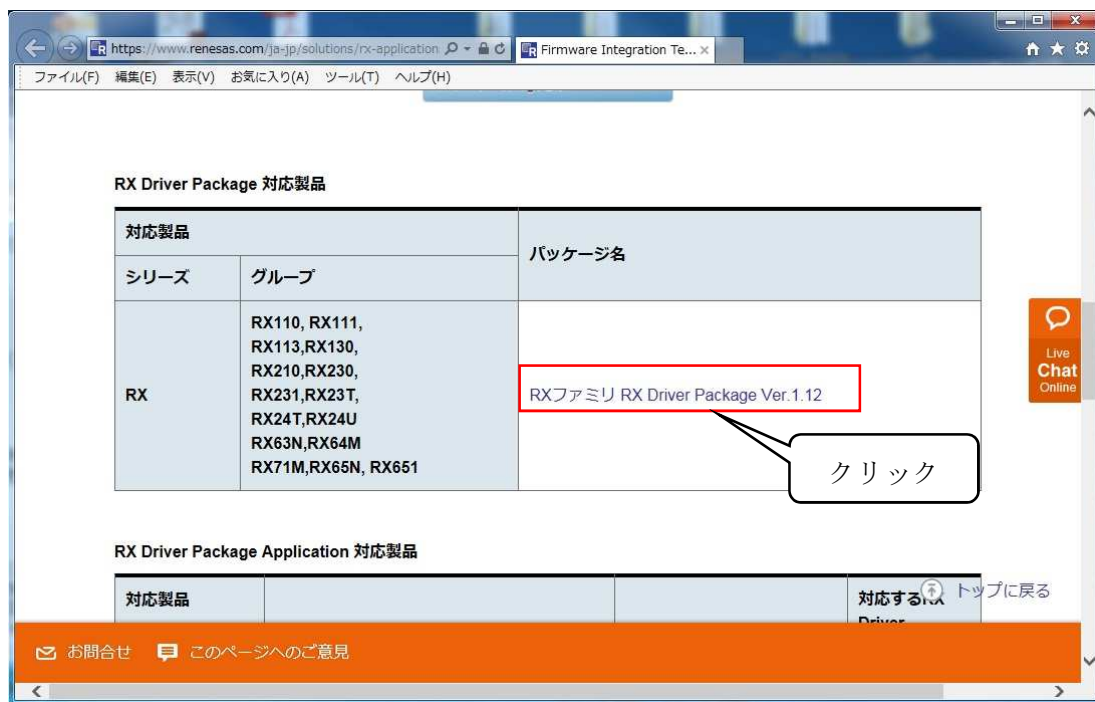 https://www.renesas.com/ja-jp/solutions/rx-application
Firmware Integration Te...
ファイル(F) 編集(E) 表示(V) お気に入り(A) ツール(T) ヘルプ(H)
RX Driver Package 対応製品
対応製品
パッケージ名
シリーズ グループ
RX110, RX111,
RX113,RX130,
RX210,RX230,
RX231,RX23T,
RX24T,RX24U
RX63N,RX64M
RX71M,RX65N, RX651
RX
RXファミリ RX Driver Package Ver.1.12
クリック
Live
Chat
Online
RX Driver Package Application 対応製品
対応製品
対応するRX
Driver
トップに戻る
お問合せ このページへのご意見